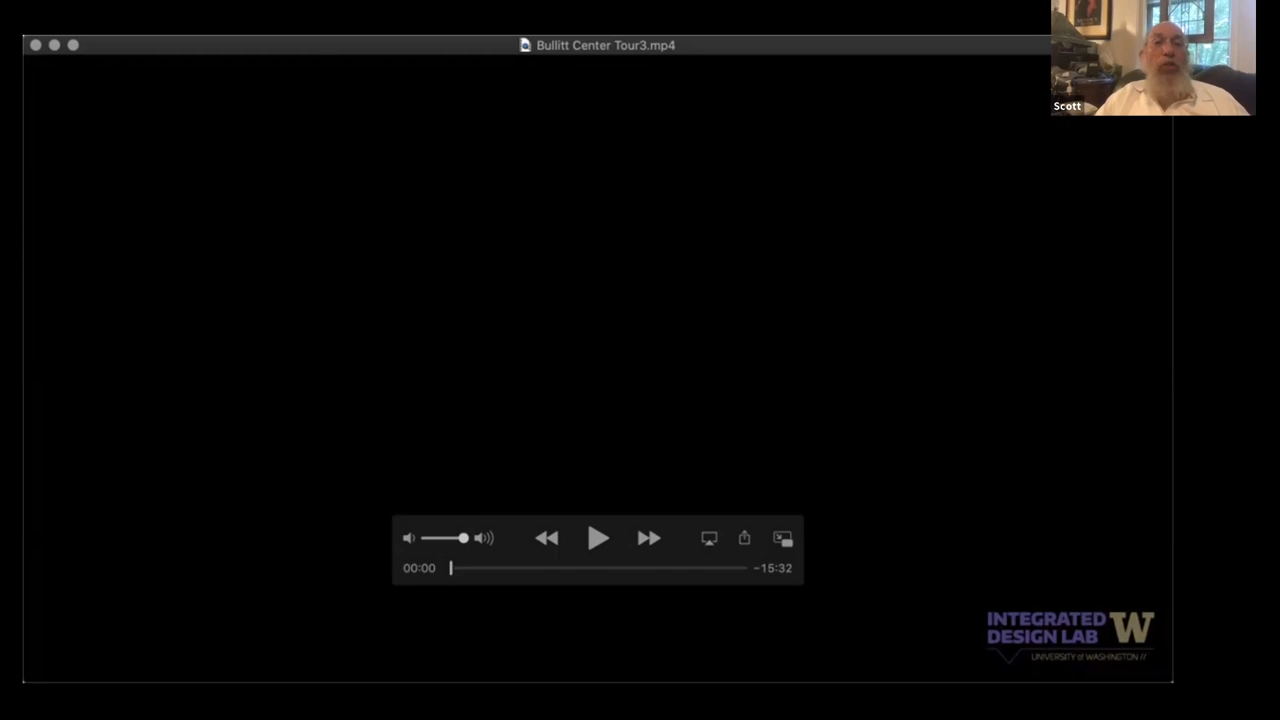 Bullitt Center Tour3.mp4
Scott
00:00
-15:32
INTEGRATED
DESIGN LAB
W
UNIVERSITY of WASHINGTON //